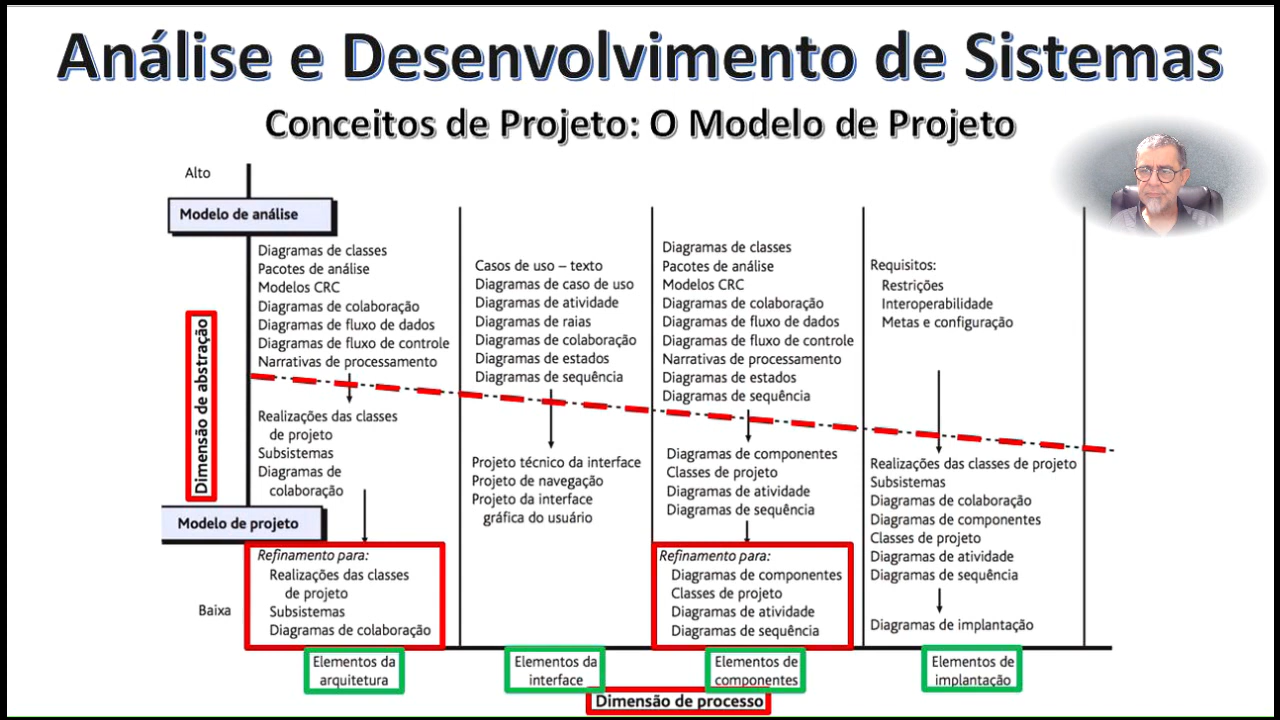 Análise e Desenvolvimento de Sistemas
Conceitos de Projeto: O Modelo de Projeto
Alto
Modelo de análise
Dimensão de abstração
Modelo de projeto
Baixa
Diagramas de classes
Pacotes de análise
Modelos CRC
Diagramas de colaboração
Diagramas de fluxo de dados
Diagramas de fluxo de controle
Narrativas de processamento
Realizações das classes
de projeto
Subsistemas
Diagramas de
colaboração
Refinamento para:
Realizações das classes
de projeto
Subsistemas
Diagramas de colaboração
Elementos da
arquitetura
Casos de uso – texto
Diagramas de caso de uso
Diagramas de atividade
Diagramas de raias
Diagramas de colaboração
Diagramas de estados
Diagramas de sequência
Projeto técnico da interface
Projeto de navegação
Projeto da interface
gráfica do usuário
Elementos da
interface
Diagramas de classes
Pacotes de análise
Modelos CRC
Diagramas de colaboração
Diagramas de fluxo de dados
Diagramas de fluxo de controle
Narrativas de processamento
Diagramas de estados
Diagramas de sequência
Diagramas de componentes
Classes de projeto
Diagramas de atividade
Diagramas de sequência
Refinamento para:
Diagramas de componentes
Classes de projeto
Diagramas de atividade
Diagramas de sequência
Elementos de
componentes
Requisitos:
Restrições
Interoperabilidade
Metas e configuração
Realizações das classes de projeto
Subsistemas
Diagramas de colaboração
Diagramas de componentes
Classes de projeto
Diagramas de atividade
Diagramas de sequência
Diagramas de implantação
Elementos de
implantação
Dimensão de processo